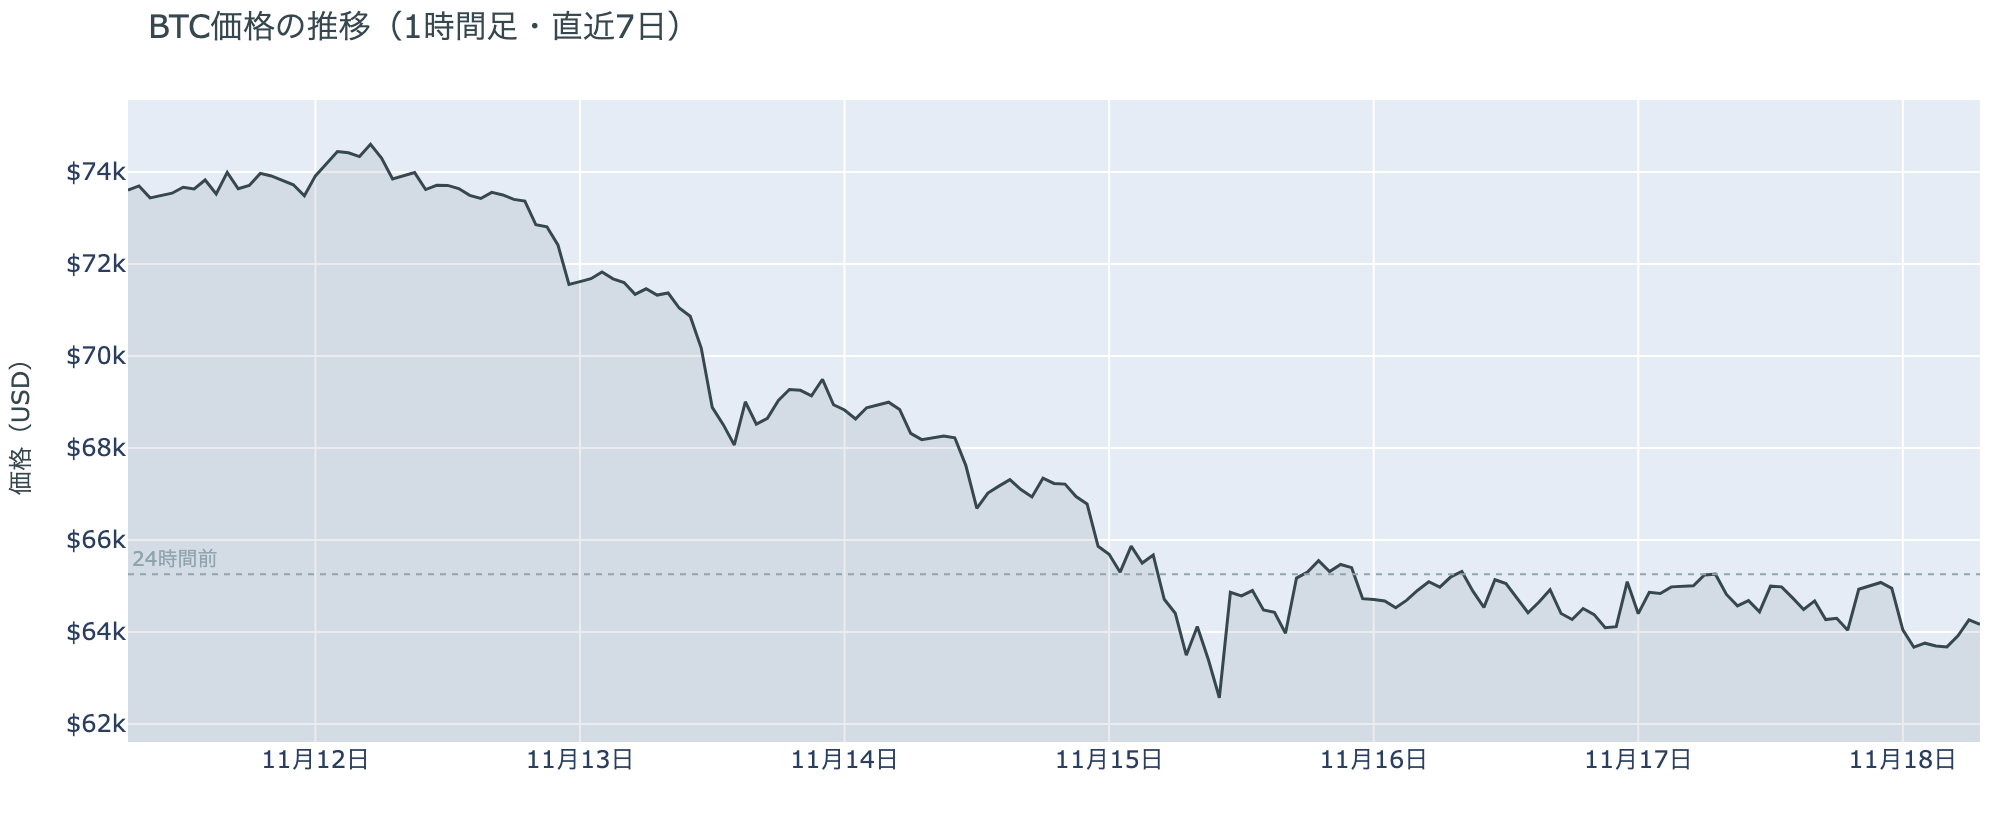 BTC価格の推移（1時間足・直近7日）
価格（USD）
$74k
$72k
$70k
$68k
$66k
$64k
$62k
24時間前
11月12日
11月13日
11月14日
11月15日
11月16日
11月17日
11月18日